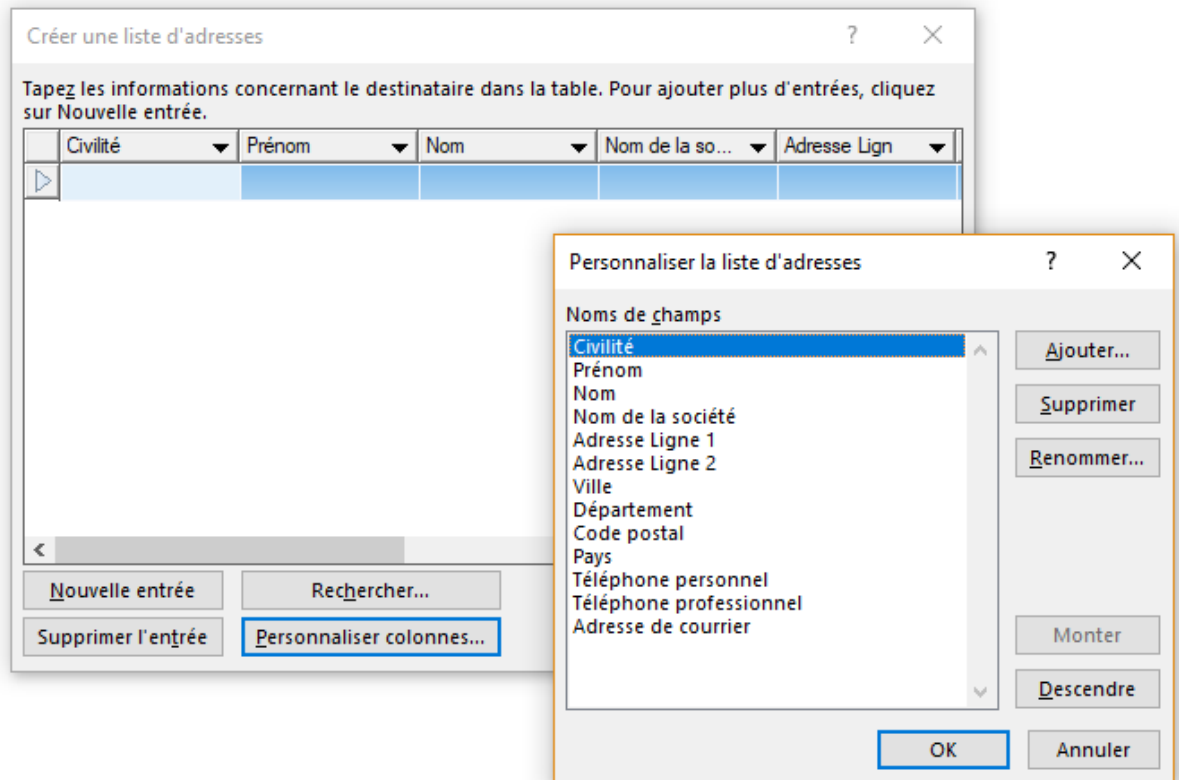 Créer une liste d'adresses
?
Tapez les informations concernant le destinataire dans la table. Pour ajouter plus d'entrées, cliquez
sur Nouvelle entrée.
Civilité Prénom Nom Nom de la so... Adresse Lign
Nouvelle entrée Rechercher...
Supprimer l'entrée Personnaliser colonnes...
Personnaliser la liste d'adresses
?
Noms de champs
Civilité
Prénom
Nom
Nom de la société
Adresse Ligne 1
Adresse Ligne 2
Ville
Département
Code postal
Pays
Téléphone personnel
Téléphone professionnel
Adresse de courrier
Ajouter...
Supprimer
Renommer...
Monter
Descendre
OK Annuler